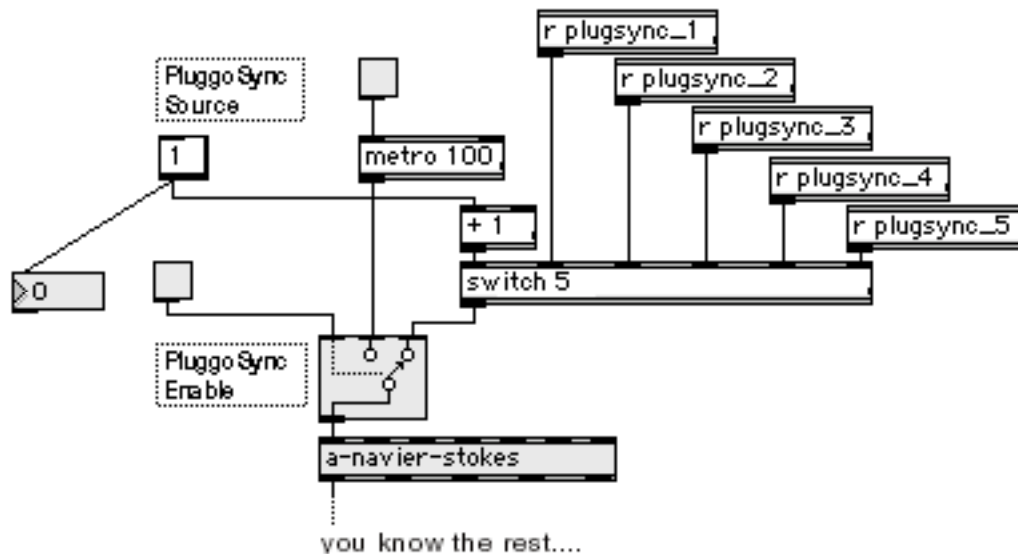 r plugsync_1
Pluggo Sync
Source
r plugsync_2
r plugsync_3
1
metro 100
r plugsync_4
+ 1
r plugsync_5
0
switch 5
Pluggo Sync
Enable
a-navier-stokes
you know the rest....